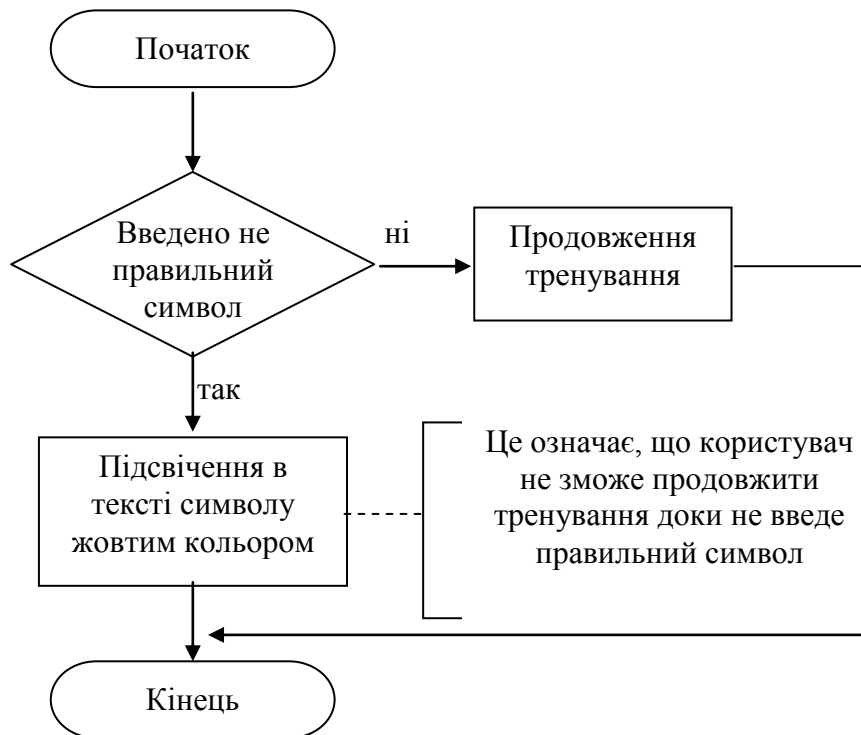 Початок
Введено не
правильний
символ
ні
Продовження
тренування
так
Підсвічення в
тексті символу
жовтим кольором
Це означає, що користувач
не зможе продовжити
тренування доки не введе
правильний символ
Кінець